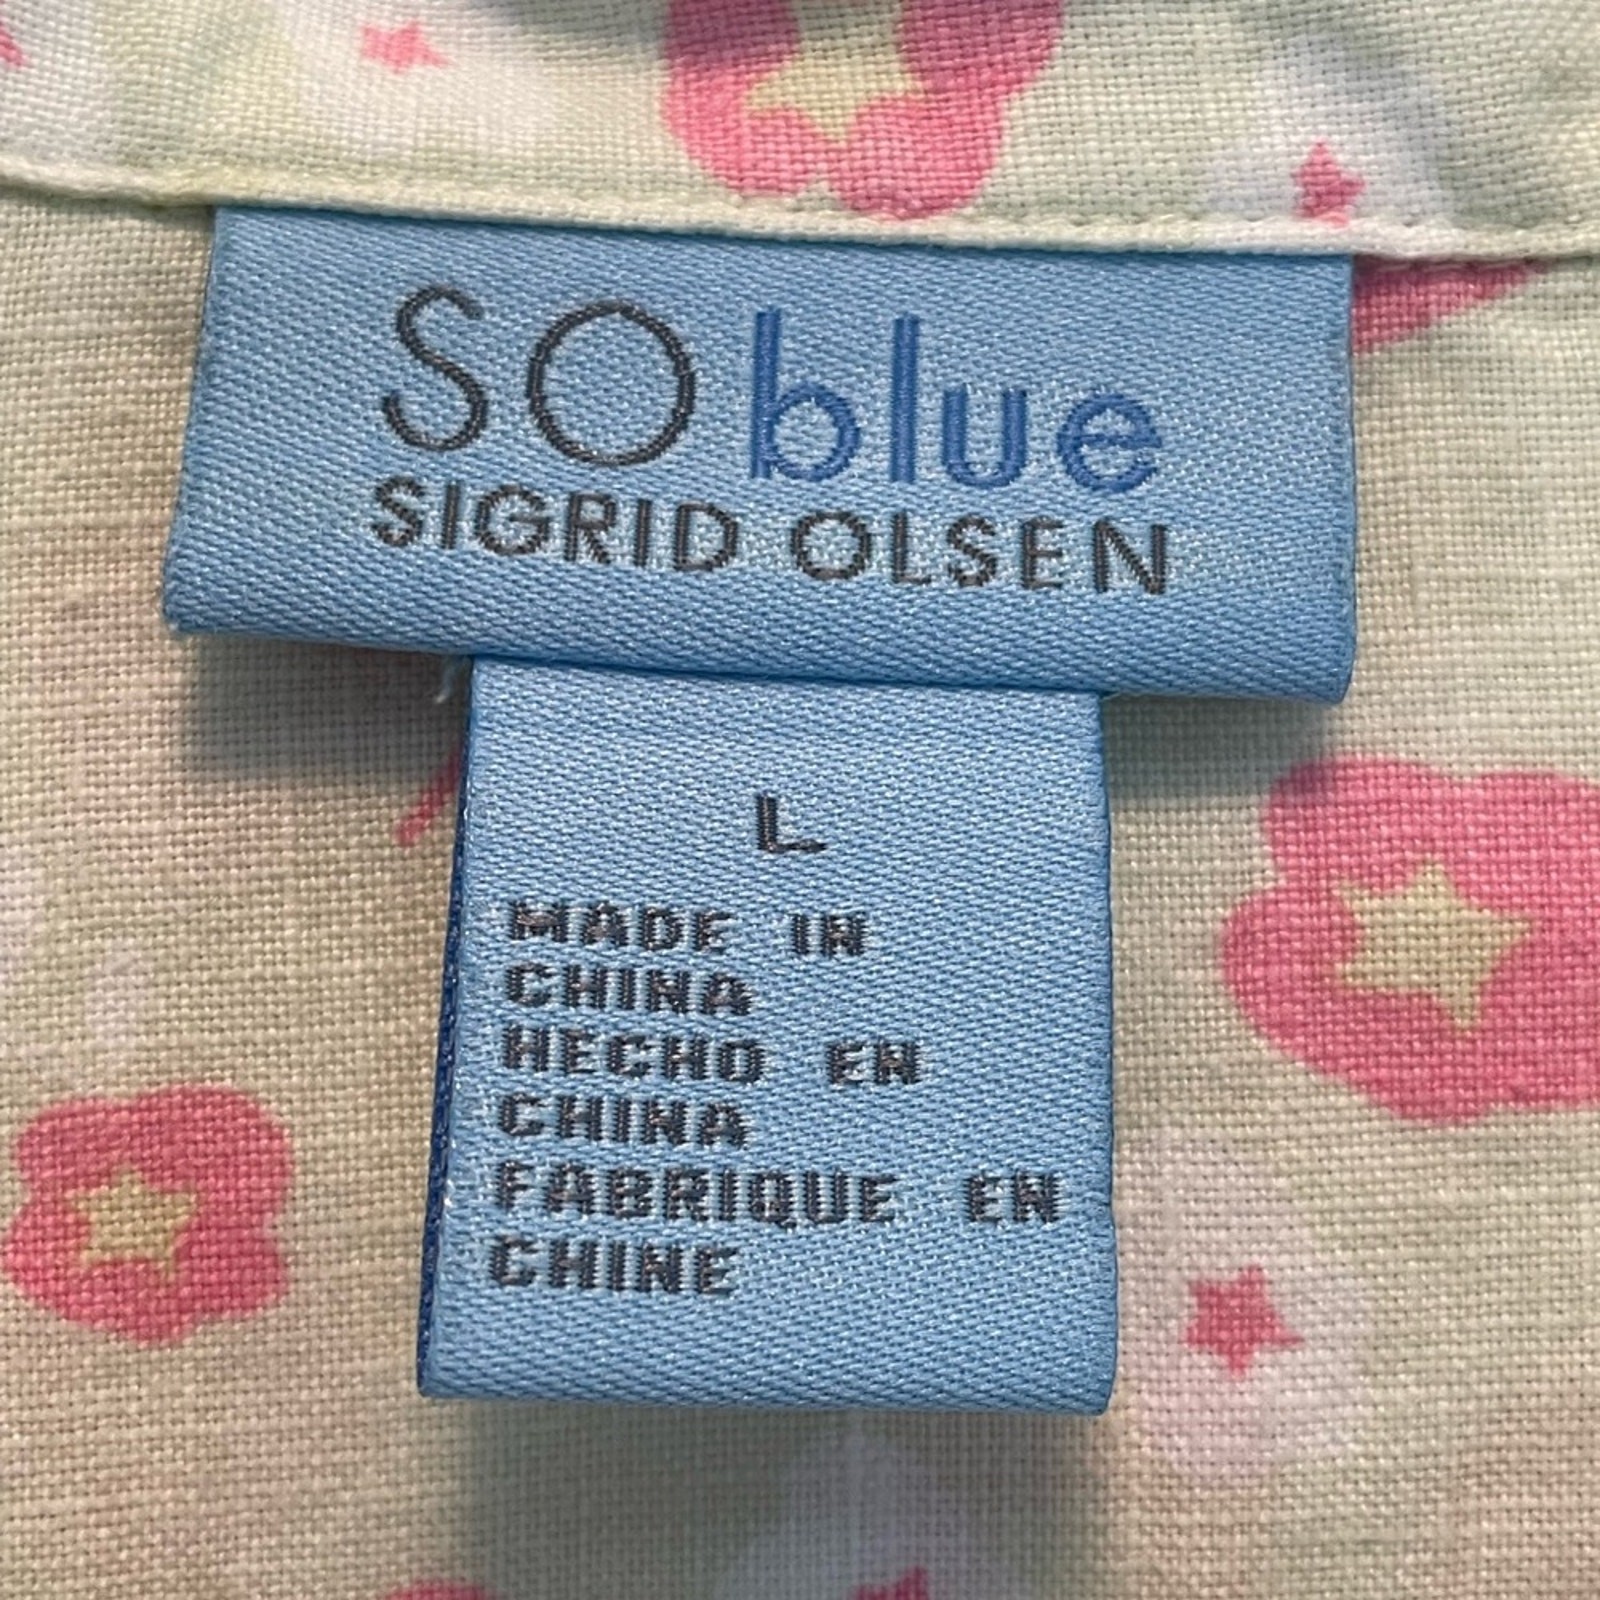 SO blue
SIGRID OLSEN
L
MADE IN
CHINA
HECHO EN
CHINA
FABRIQUE EN
CHINE